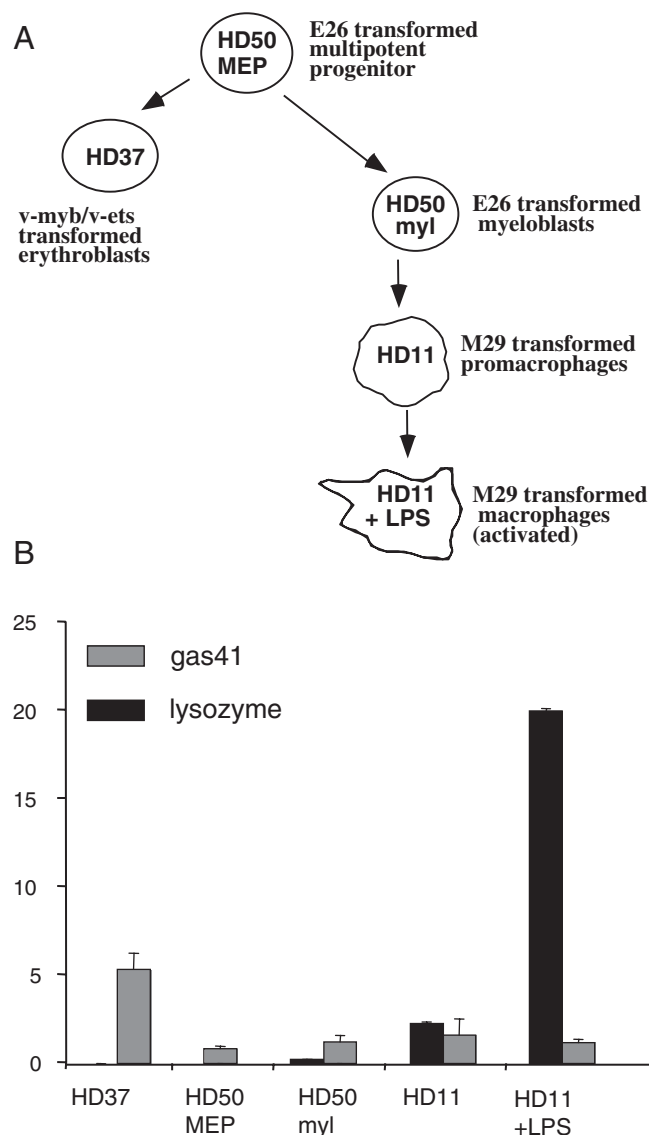 A
HD50
MEP
E26 transformed
multipotent
progenitor
HD37
v-myb/v-ets
transformed
erythroblasts
HD50
myl
E26 transformed
myeloblasts
HD11
M29 transformed
promacrophages
HD11
+ LPS
M29 transformed
macrophages
(activated)
B
25
20
15
10
5
0
gas41
lysozyme
HD37
HD50
MEP
HD50
myl
HD11
HD11
+LPS